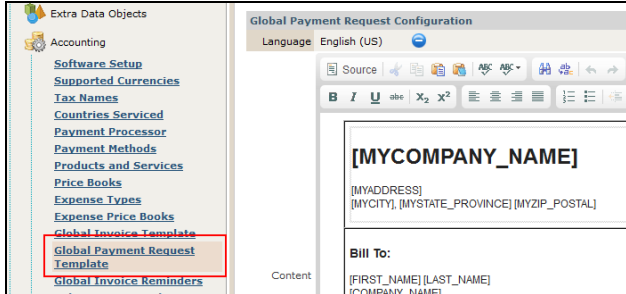 Extra Data Objects
Accounting
Software Setup
Supported Currencies
Tax Names
Countries Serviced
Payment Processor
Payment Methods
Products and Services
Price Books
Expense Types
Expense Price Books
Global Invoice Template
Global Payment Request
Template
Global Invoice Reminders
Global Payment Request Configuration
Language English (US)
Source ABC ABC
B I U abc X₂ X²
[MYCOMPANY_NAME]
[MYADDRESS]
[MYCITY], [MYSTATE_PROVINCE] [MYZIP_POSTAL]
Bill To:
Content
[FIRST_NAME] [LAST_NAME]
[COMPANY_NAME]